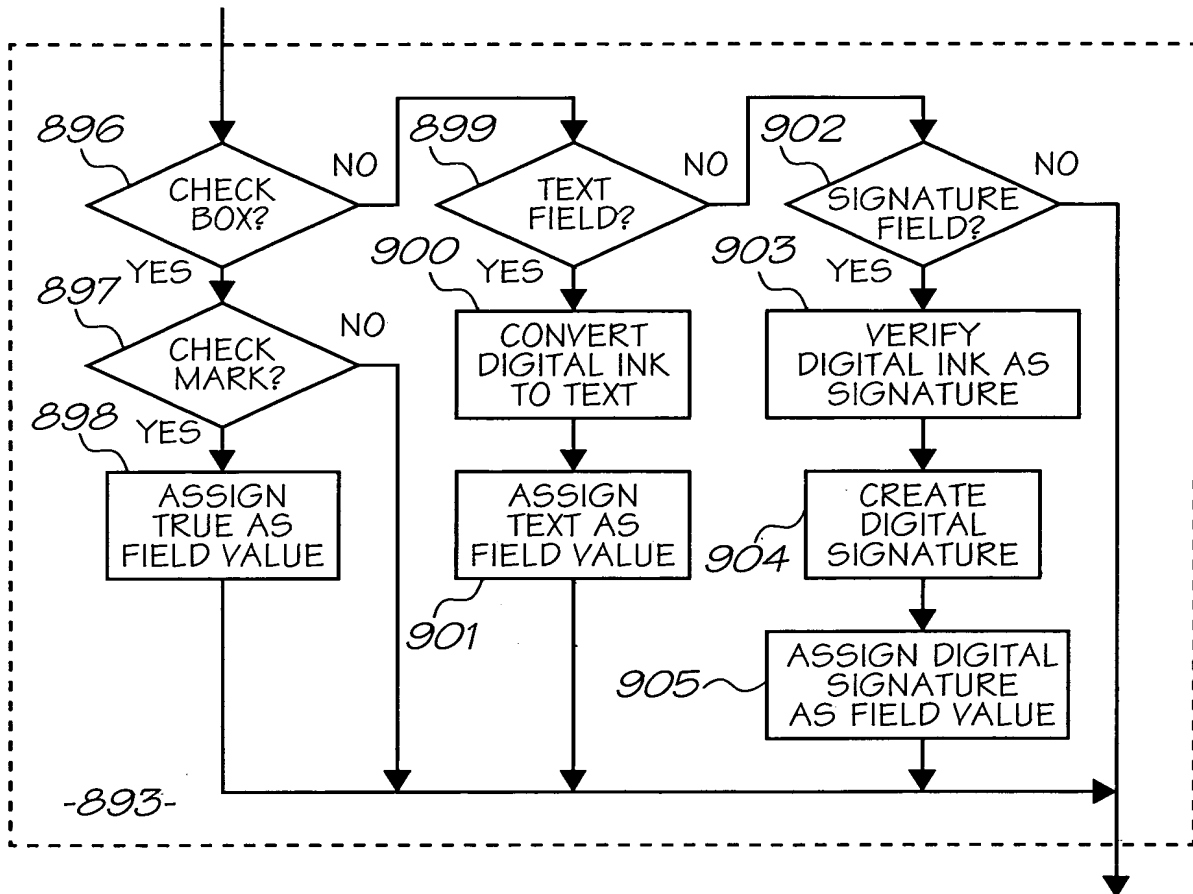 896
CHECK
BOX?
NO
YES
899
TEXT
FIELD?
NO
YES
902
SIGNATURE
FIELD?
NO
YES
897
CHECK
MARK?
NO
YES
900
CONVERT
DIGITAL INK
TO TEXT
903
VERIFY
DIGITAL INK AS
SIGNATURE
898
ASSIGN
TRUE AS
FIELD VALUE
ASSIGN
TEXT AS
FIELD VALUE
901
CREATE
DIGITAL
SIGNATURE
904
905
ASSIGN DIGITAL
SIGNATURE
AS FIELD VALUE
-893-